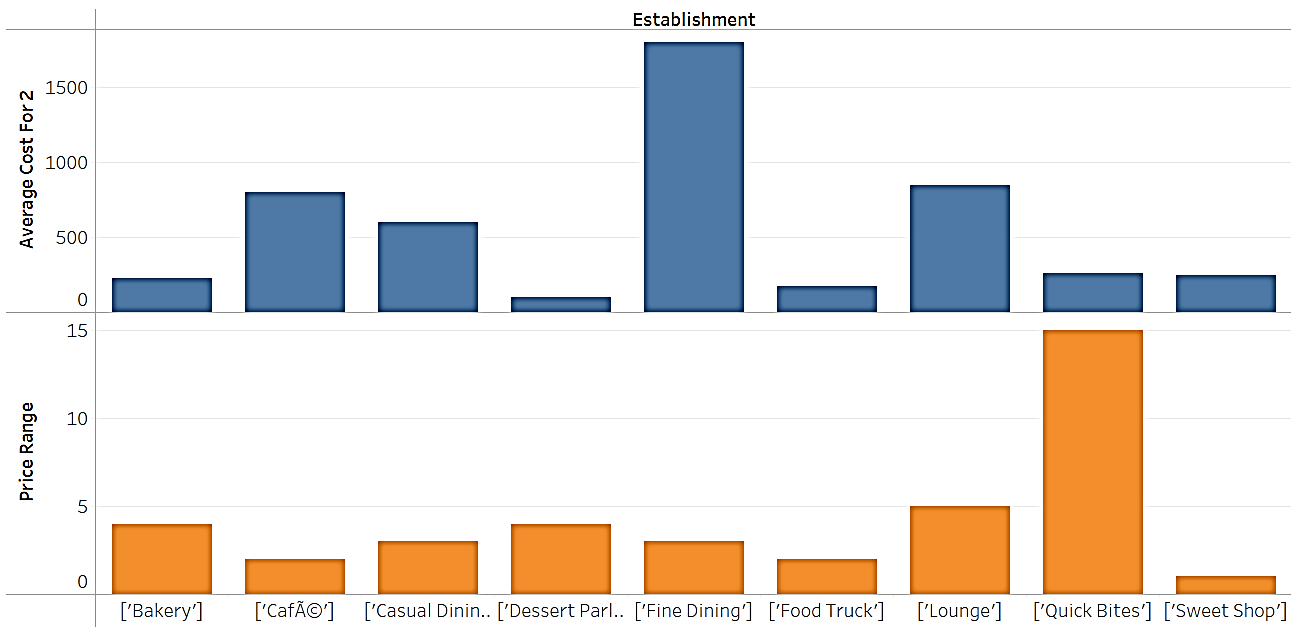 Establishment
Average Cost For 2
1500
1000
500
0
Price Range
15
10
5
0
['Bakery'] ['CafÃ©'] ['Casual Dinin.. ['Dessert Parl.. ['Fine Dining'] ['Food Truck'] ['Lounge'] ['Quick Bites'] ['Sweet Shop']